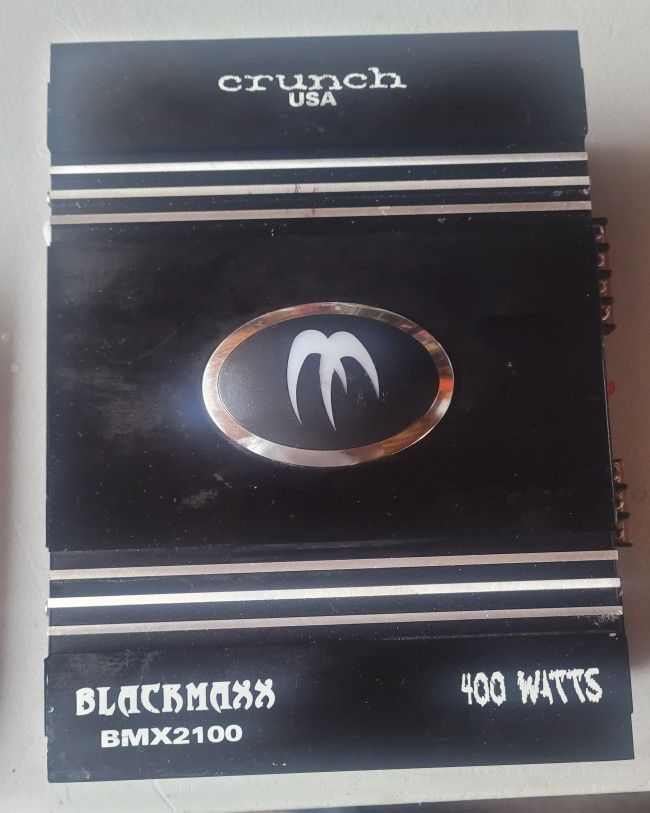 crunch
USA
BLACKMAXX
400 WATTS
BMX2100